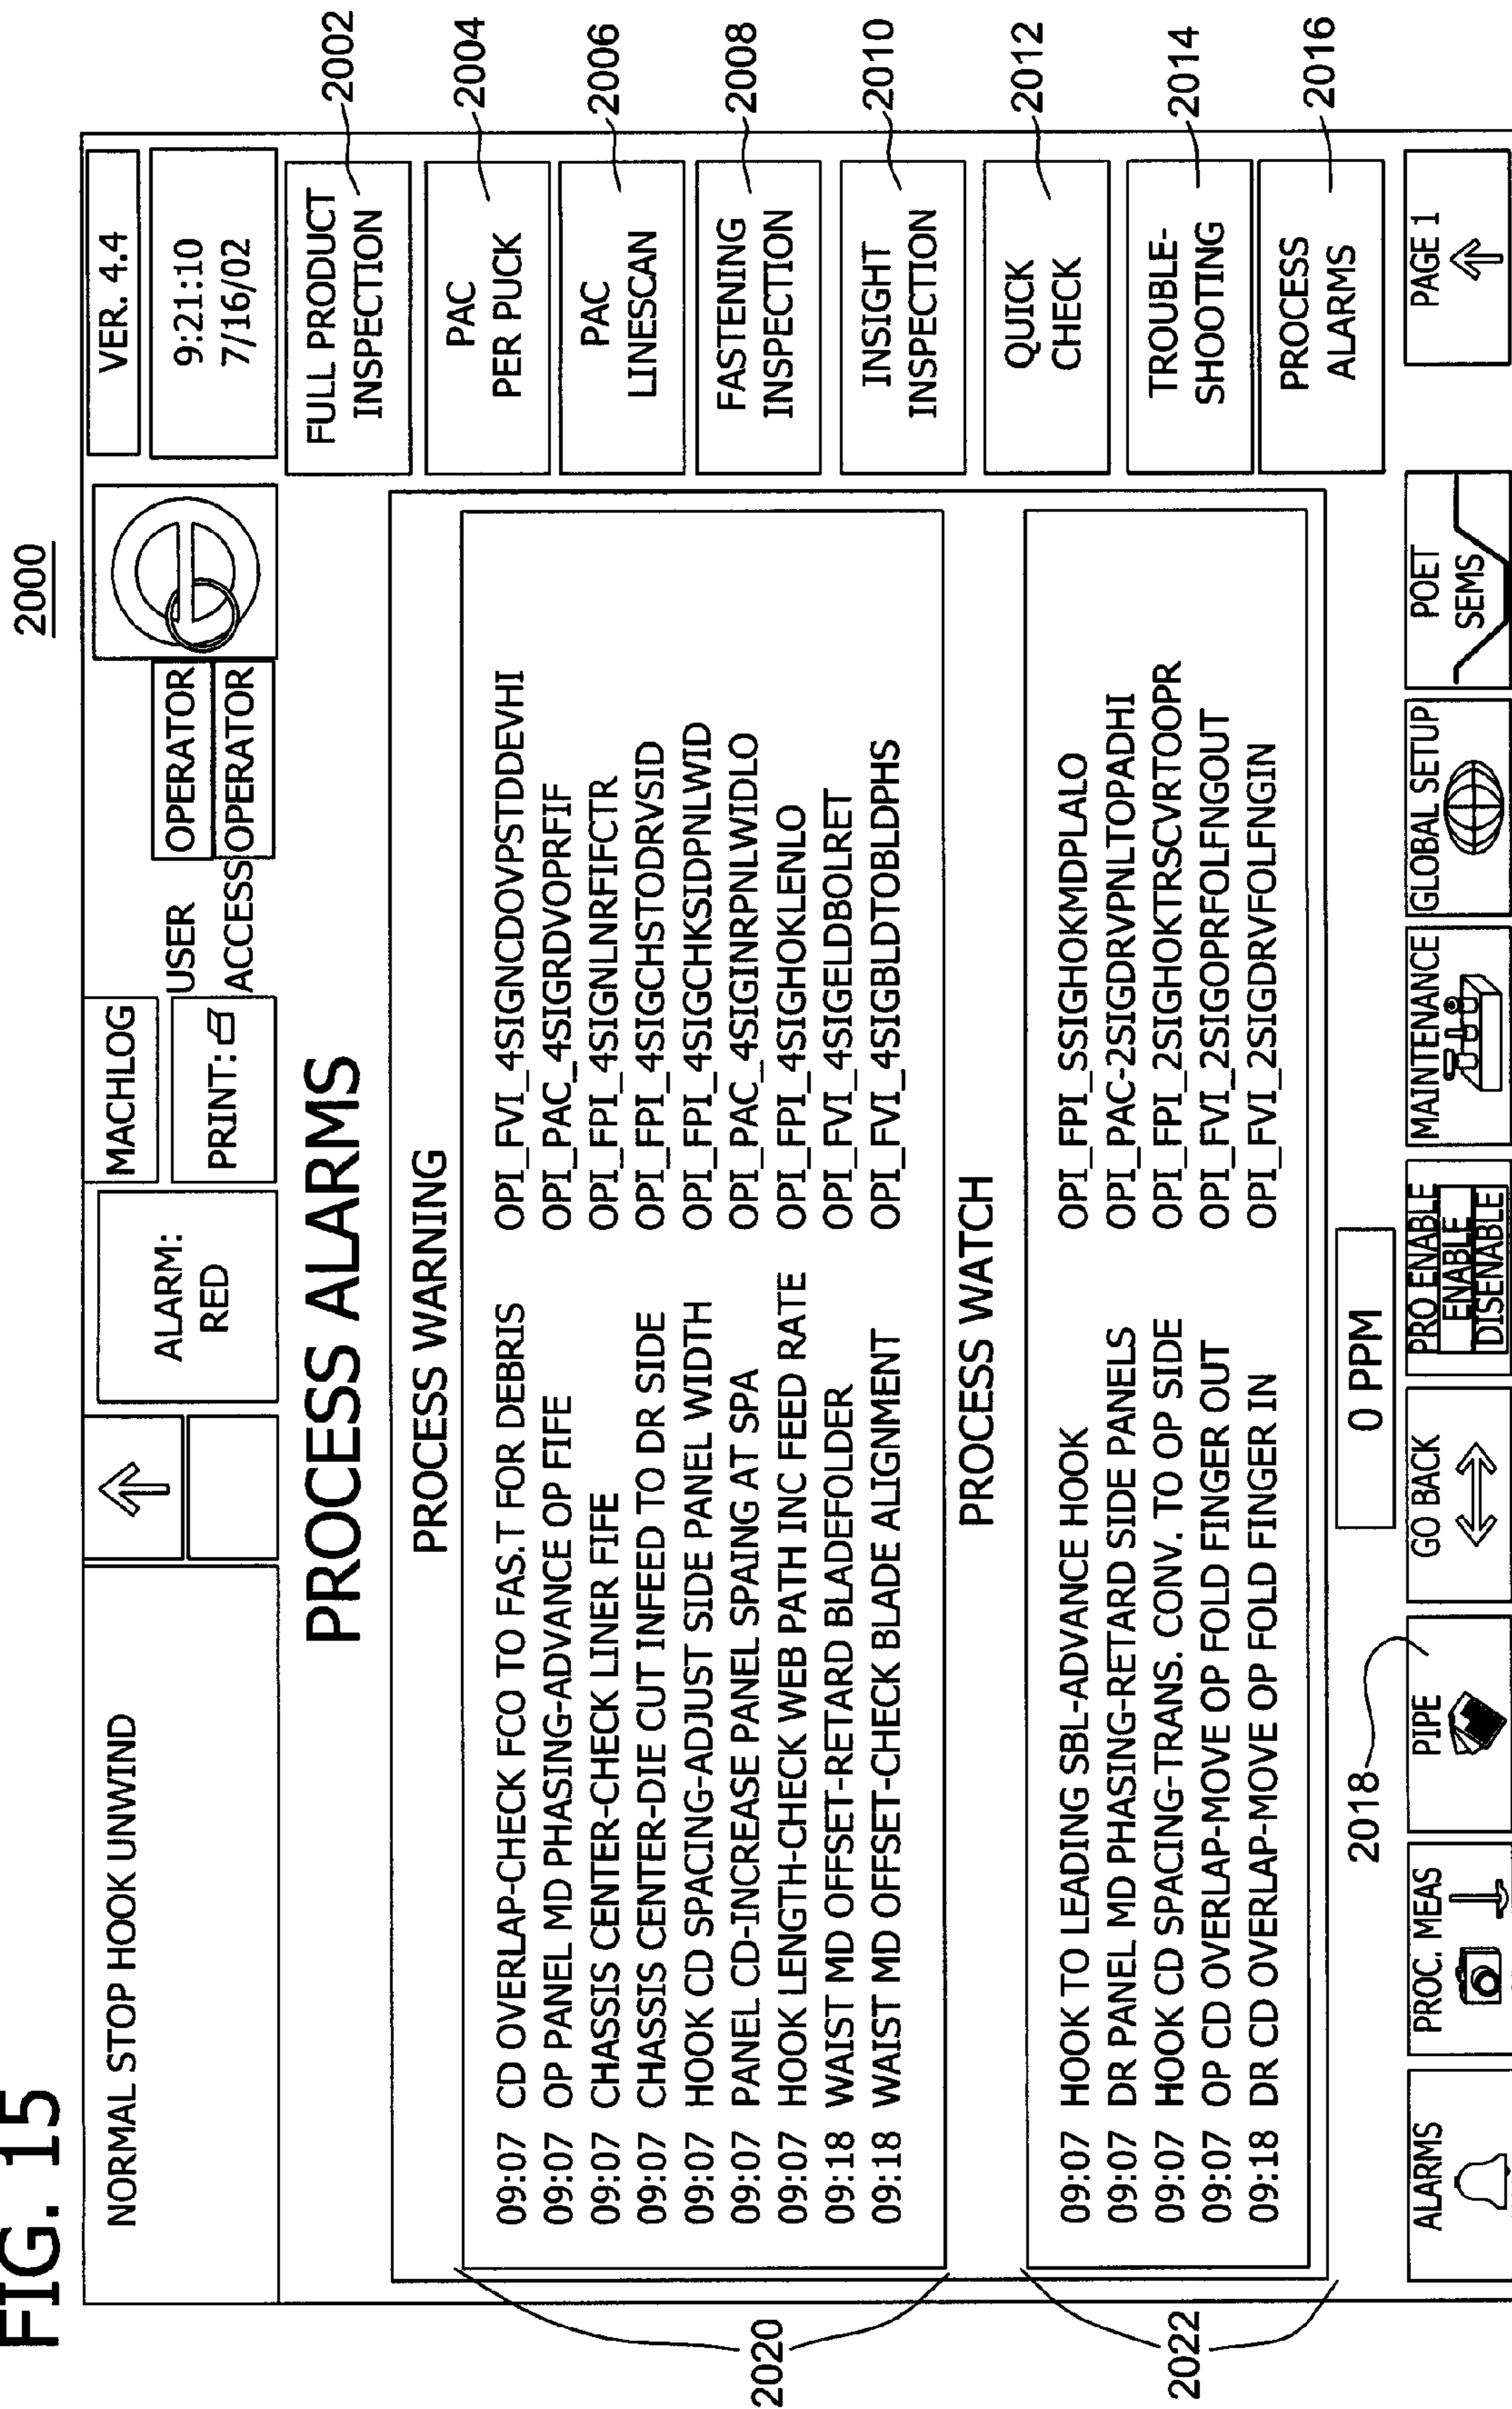 FIG. 15
2000
NORMAL STOP HOOK UNWIND
ALARM:
RED
MACHLOG
PRINT:
USER
OPERATOR
ACCESS
OPERATOR
VER. 4.4
9:21:10
7/16/02
PROCESS ALARMS
PROCESS WARNING
09:07 CD OVERLAP-CHECK FCO TO FAS.T FOR DEBRIS OPI_FVI_4SIGNCDOVPSTDDEVHI
09:07 OP PANEL MD PHASING-ADVANCE OP FIFE OPI_PAC_4SIGRDVOPRFIF
09:07 CHASSIS CENTER-CHECK LINER FIFE OPI_FPI_4SIGNLNRFIFCTR
09:07 CHASSIS CENTER-DIE CUT INFEED TO DR SIDE OPI_FPI_4SIGCHSTODRVSID
09:07 HOOK CD SPACING-ADJUST SIDE PANEL WIDTH OPI_FPI_4SIGCHKSIDPNLWID
09:07 PANEL CD-INCREASE PANEL SPAING AT SPA OPI_PAC_4SIGINRPNLWIDLO
09:07 HOOK LENGTH-CHECK WEB PATH INC FEED RATE OPI_FPI_4SIGHOKLENLO
09:18 WAIST MD OFFSET-RETARD BLADEFOLDER OPI_FVI_4SIGELDBOLRET
09:18 WAIST MD OFFSET-CHECK BLADE ALIGNMENT OPI_FVI_4SIGBLDTOBLDPHS
2020
PROCESS WATCH
09:07 HOOK TO LEADING SBL-ADVANCE HOOK OPI_FPI_SSIGHOKMDPLALO
09:07 DR PANEL MD PHASING-RETARD SIDE PANELS OPI_PAC-2SIGDRVPNLTOPADHI
09:07 HOOK CD SPACING-TRANS. CONV. TO OP SIDE OPI_FPI_2SIGHOKTRSCVRTOOPR
09:07 OP CD OVERLAP-MOVE OP FOLD FINGER OUT OPI_FVI_2SIGOPRFOLFNGOUT
09:18 DR CD OVERLAP-MOVE OP FOLD FINGER IN OPI_FVI_2SIGDRVFOLFNGIN
2022
FULL PRODUCT
INSPECTION
2002
PAC
PER PUCK
2004
PAC
LINESCAN
2006
FASTENING
INSPECTION
2008
INSIGHT
INSPECTION
2010
QUICK
CHECK
2012
TROUBLE-
SHOOTING
2014
PROCESS
ALARMS
2016
0 PPM
2018
ALARMS
PROC. MEAS
PIPE
GO BACK
PRO ENABLE
ENABLE
DISENABLE
MAINTENANCE
GLOBAL SETUP
POET
SEMS
PAGE 1